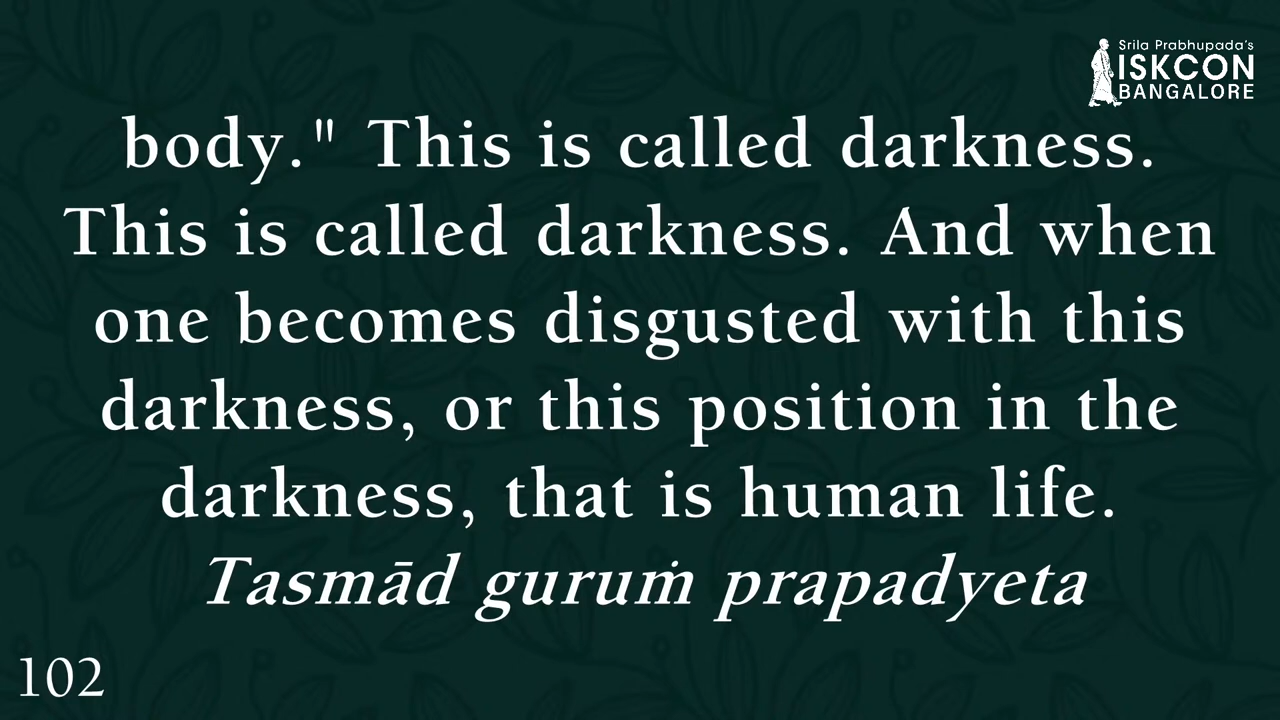 Srila Prabhupada's
ISKCON
BANGALORE
body." This is called darkness.
This is called darkness. And when
one becomes disgusted with this
darkness, or this position in the
darkness, that is human life.
Tasmād guruṁ prapadyeta
102